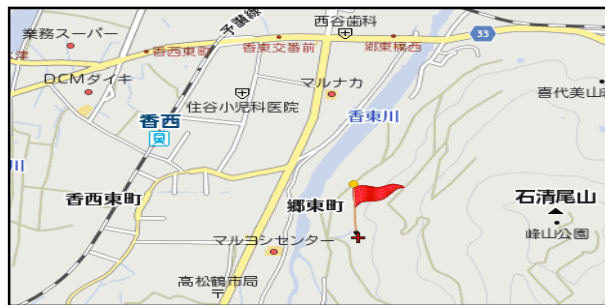 予讃線
西谷歯科
業務スーパー
33
香西東町
香東交番前
郷東橋西
DCMダイキ
マルナカ
住谷小児科医院
喜代美山荘
香西
香東川
川
香西東町
郷東町
石清尾山
峰山公園
マルヨシセンター
高松鶴市局